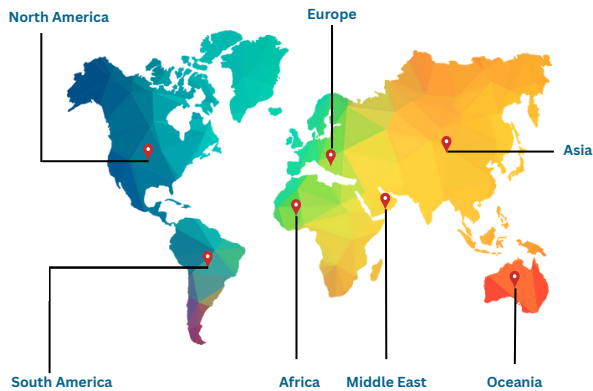 Europe
North America
Asia
South America
Africa
Middle East
Oceania